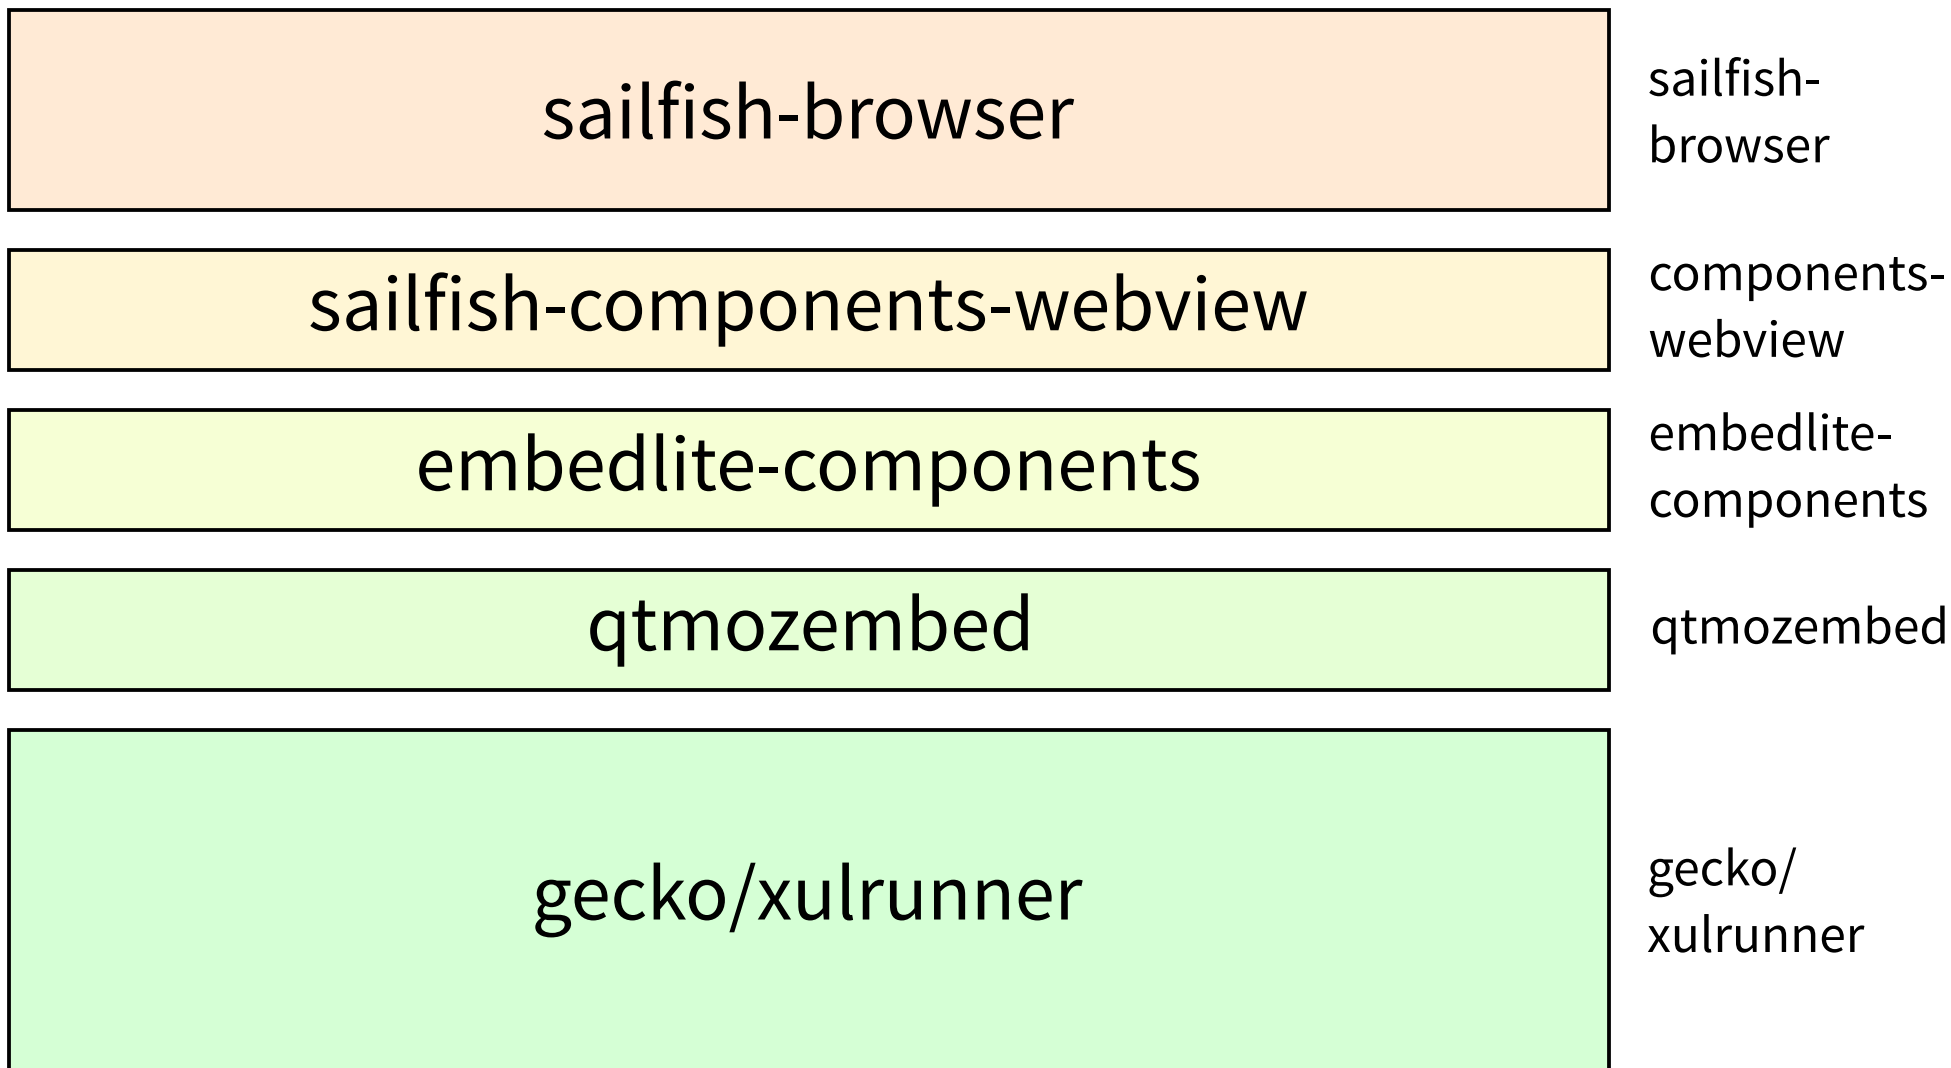 sailfish-browser
sailfish-
browser
sailfish-components-webview
components-
webview
embedlite-components
embedlite-
components
qtmozembed
qtmozembed
gecko/xulrunner
gecko/
xulrunner